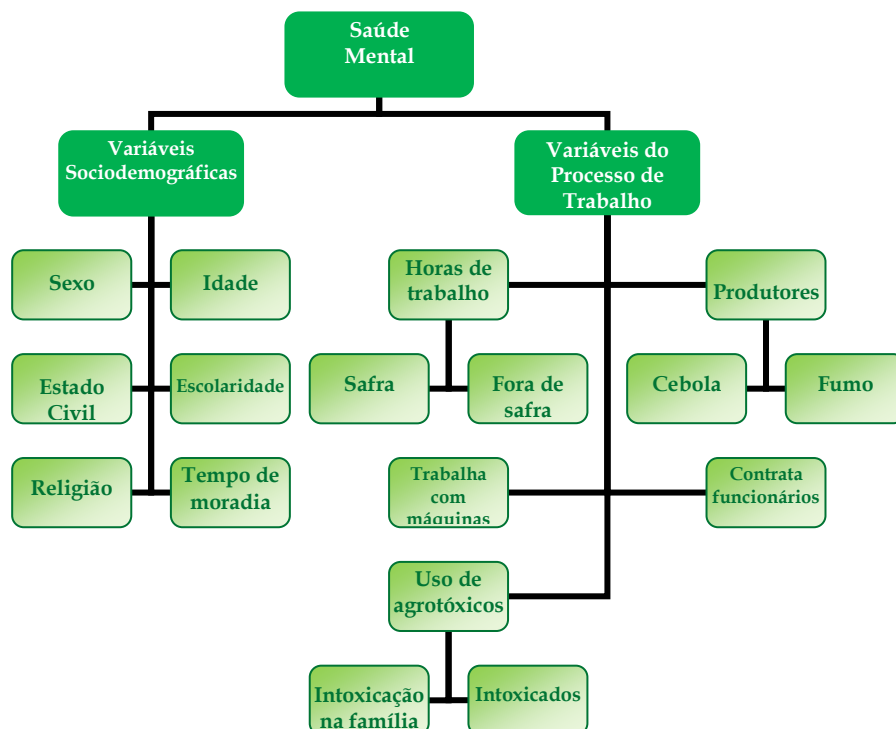 Saúde
Mental
Variáveis
Sociodemográficas
Variáveis do
Processo de
Trabalho
Sexo
Idade
Horas de
trabalho
Produtores
Estado
Civil
Escolaridade
Safra
Fora de
safra
Cebola
Fumo
Religião
Tempo de
moradia
Trabalha
com
máquinas
Contrata
funcionários
Uso de
agrotóxicos
Intoxicação
na família
Intoxicados